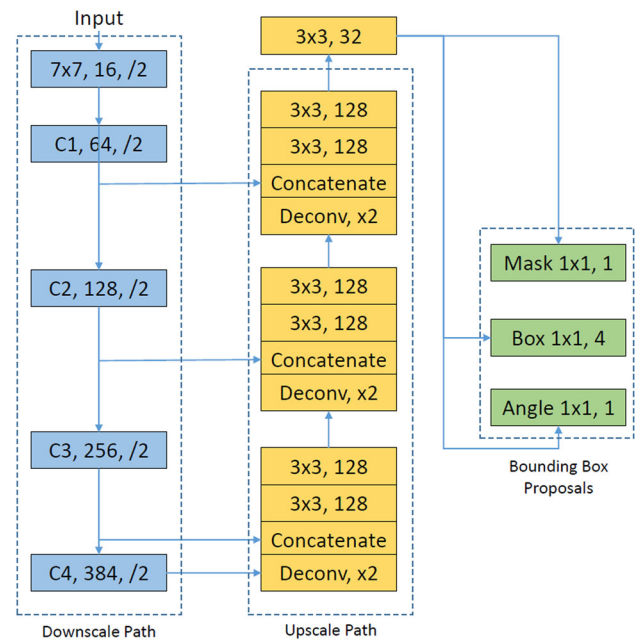 Input
7x7, 16, /2
C1, 64, /2
C2, 128, /2
C3, 256, /2
C4, 384, /2
Downscale Path
3x3, 32
3x3, 128
3x3, 128
Concatenate
Deconv, x2
3x3, 128
3x3, 128
Concatenate
Deconv, x2
3x3, 128
3x3, 128
Concatenate
Deconv, x2
Upscale Path
Mask 1x1, 1
Box 1x1, 4
Angle 1x1, 1
Bounding Box
Proposals